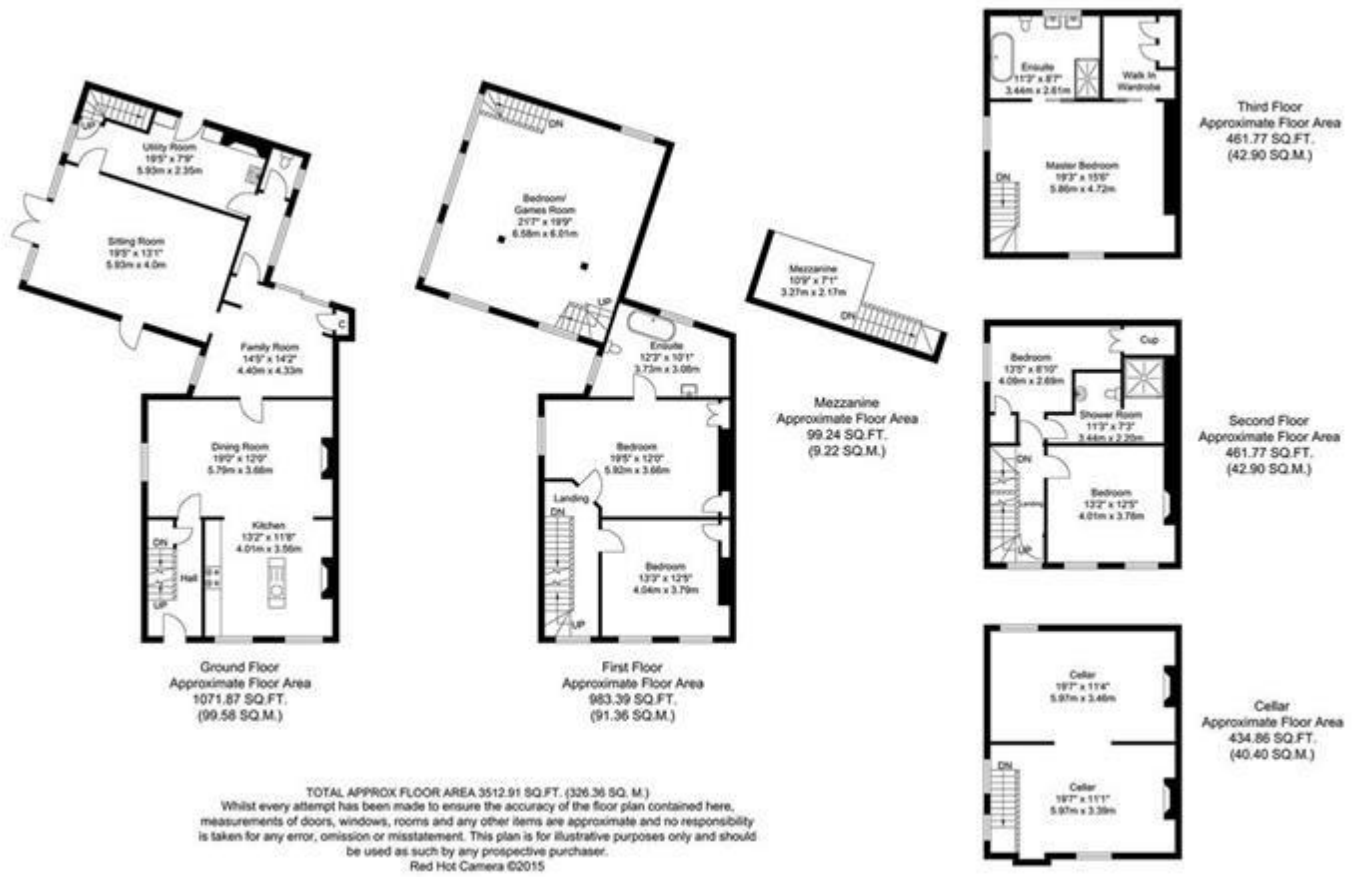 UP
Utility Room
19'5" x 7'9"
5.93m x 2.35m
Sitting Room
19'5" x 13'1"
5.93m x 4.0m
C
Family Room
14'5" x 14'2"
4.40m x 4.33m
Dining Room
19'0" x 12'0"
5.79m x 3.66m
Kitchen
13'2" x 11'8"
4.01m x 3.56m
DN
Hall
UP
Ground Floor
Approximate Floor Area
1071.87 SQ.FT.
(99.58 SQ.M.)
DN
Bedroom/
Games Room
21'7" x 19'9"
6.58m x 6.01m
UP
Ensuite
12'3" x 10'1"
3.73m x 3.08m
Bedroom
19'5" x 12'0"
5.92m x 3.66m
Landing
DN
Bedroom
13'3" x 12'5"
4.04m x 3.79m
UP
First Floor
Approximate Floor Area
983.39 SQ.FT.
(91.36 SQ.M.)
Mezzanine
10'9" x 7'1"
3.27m x 2.17m
DN
Mezzanine
Approximate Floor Area
99.24 SQ.FT.
(9.22 SQ.M.)
Ensuite
11'3" x 8'7"
3.44m x 2.61m
Walk In
Wardrobe
Master Bedroom
19'3" x 15'6"
5.86m x 4.72m
DN
Third Floor
Approximate Floor Area
461.77 SQ.FT.
(42.90 SQ.M.)
Bedroom
13'5" x 8'10"
4.09m x 2.69m
Cup
Shower Room
11'3" x 7'3"
3.44m x 2.20m
DN
Landing
Bedroom
13'2" x 12'5"
4.01m x 3.78m
UP
Second Floor
Approximate Floor Area
461.77 SQ.FT.
(42.90 SQ.M.)
Cellar
19'7" x 11'4"
5.97m x 3.46m
DN
Cellar
19'7" x 11'1"
5.97m x 3.39m
Cellar
Approximate Floor Area
434.86 SQ.FT.
(40.40 SQ.M.)
TOTAL APPROX FLOOR AREA 3512.91 SQ.FT. (326.36 SQ. M.)
Whilst every attempt has been made to ensure the accuracy of the floor plan contained here,
measurements of doors, windows, rooms and any other items are approximate and no responsibility
is taken for any error, omission or misstatement. This plan is for illustrative purposes only and should
be used as such by any prospective purchaser.
Red Hot Camera ©2015